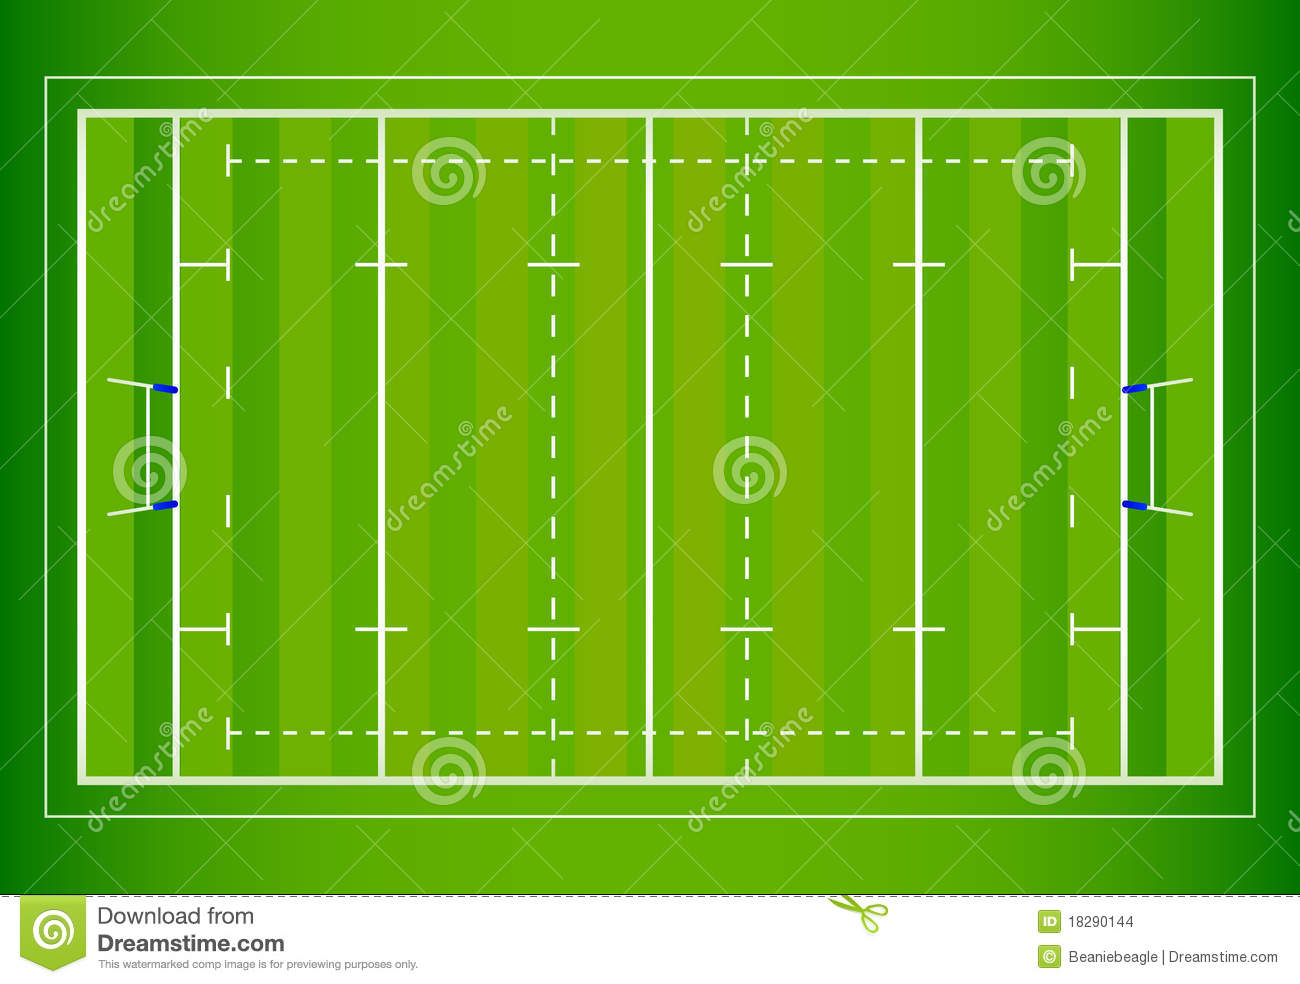 dreamstime
dreamstime
dreamstime
dreamstime
dreamstime
dreamstime
Download from
Dreamstime.com
This watermarked comp image is for previewing purposes only.
ID 18290144
© Beaniebeagle | Dreamstime.com